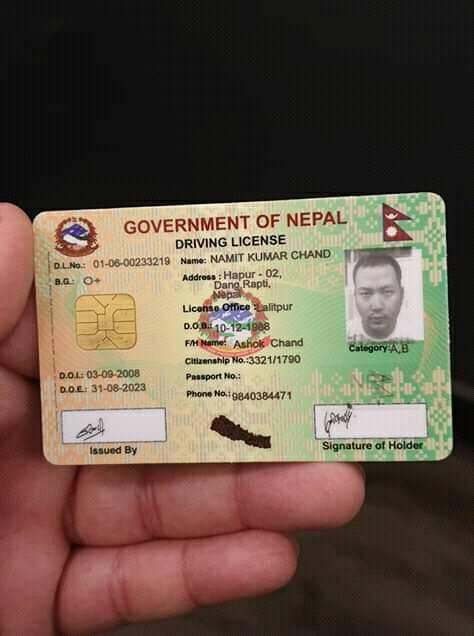 GOVERNMENT OF NEPAL
DRIVING LICENSE
D.L.No.: 01-06-00233219
B.G.: O+
Name: NAMIT KUMAR CHAND
Address : Hapur - 02,
Dang,Rapti,
Nepal
License Office : Lalitpur
D.O.B.: 10-12-1988
F/H Name: Ashok Chand
Citizenship No.:3321/1790
Passport No.:
Phone No.: 9840384471
Category: A,B
D.O.I.: 03-09-2008
D.O.E.: 31-08-2023
Issued By
Signature of Holder